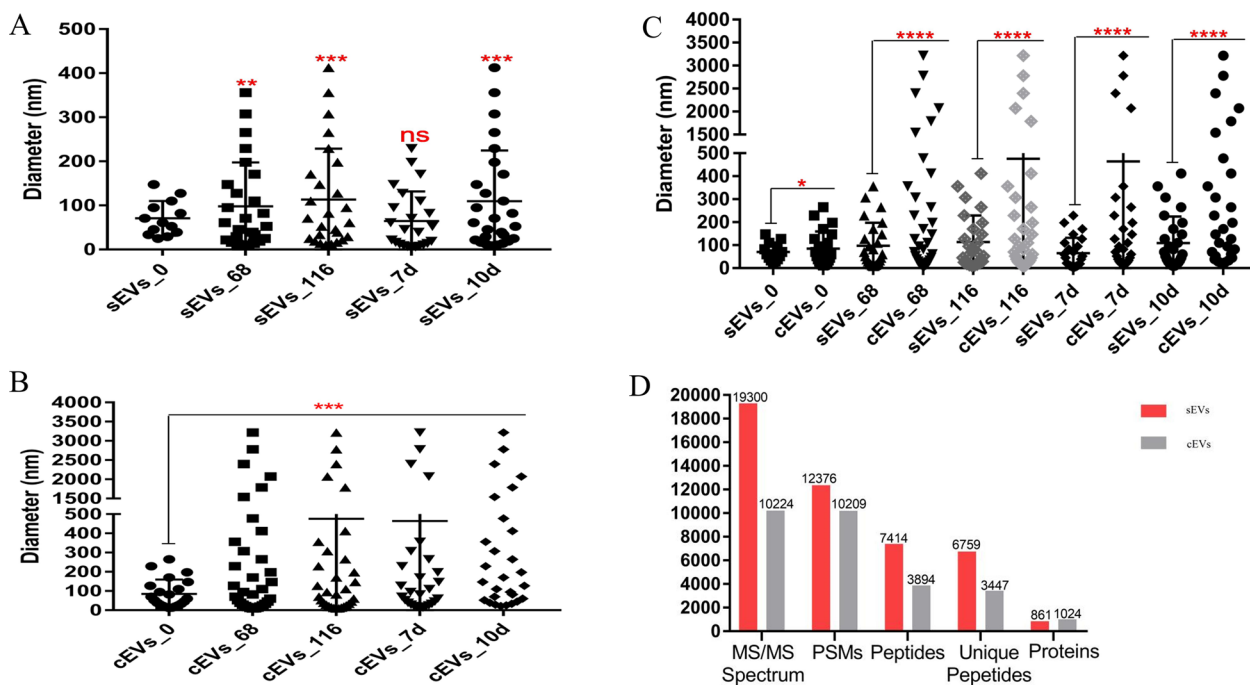 A
Diameter (nm)
500
400
300
200
100
0
**
***
ns
***
sEVs_0
sEVs_68
sEVs_116
sEVs_7d
sEVs_10d
B
Diameter (nm)
4000
3500
3000
2500
2000
1500
500
400
300
200
100
0
***
cEVs_0
cEVs_68
cEVs_116
cEVs_7d
cEVs_10d
C
Diameter (nm)
4000
3500
3000
2500
2000
1500
500
400
300
200
100
0
*
****
****
****
****
sEVs_0
cEVs_0
sEVs_68
cEVs_68
sEVs_116
cEVs_116
sEVs_7d
cEVs_7d
sEVs_10d
cEVs_10d
D
20000
18000
16000
14000
12000
10000
8000
6000
4000
2000
0
19300
10224
12376
10209
7414
3894
6759
3447
861
1024
sEVs
cEVs
MS/MS
Spectrum
PSMs
Peptides
Unique
Pepetides
Proteins